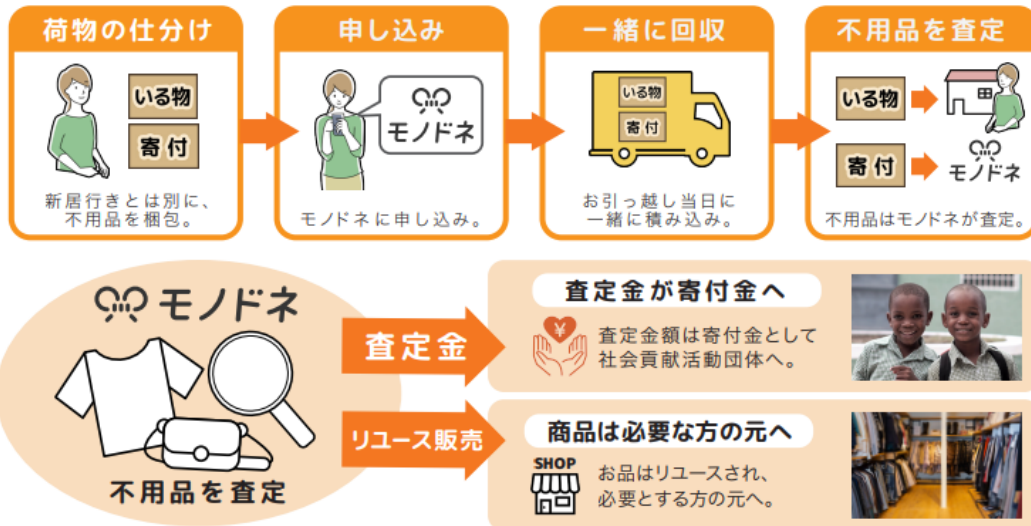 荷物の仕分け
いる物
寄付
新居行きとは別に、
不用品を梱包。
申し込み
モノドネ
モノドネに申し込み。
一緒に回収
いる物
寄付
お引っ越し当日に
一緒に積み込み。
不用品を査定
いる物
寄付
モノドネ
不用品はモノドネが査定。
モノドネ
不用品を査定
査定金
査定金が寄付金へ
¥
査定金額は寄付金として
社会貢献活動団体へ。
リユース販売
商品は必要な方の元へ
SHOP
お品はリユースされ、
必要とする方の元へ。